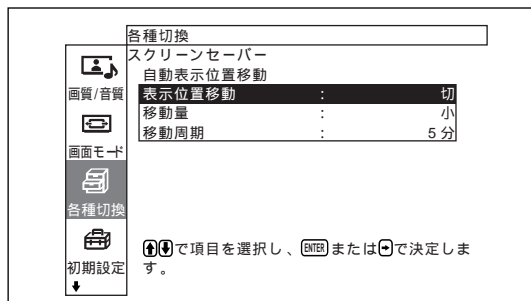 各種切換
スクリーンセーバー
自動表示位置移動
表示位置移動 : 切
移動量 : 小
移動周期 : 5分
画質/音質
画面モード
各種切換
初期設定
で項目を選択し、ENTERまたはで決定しま
す。